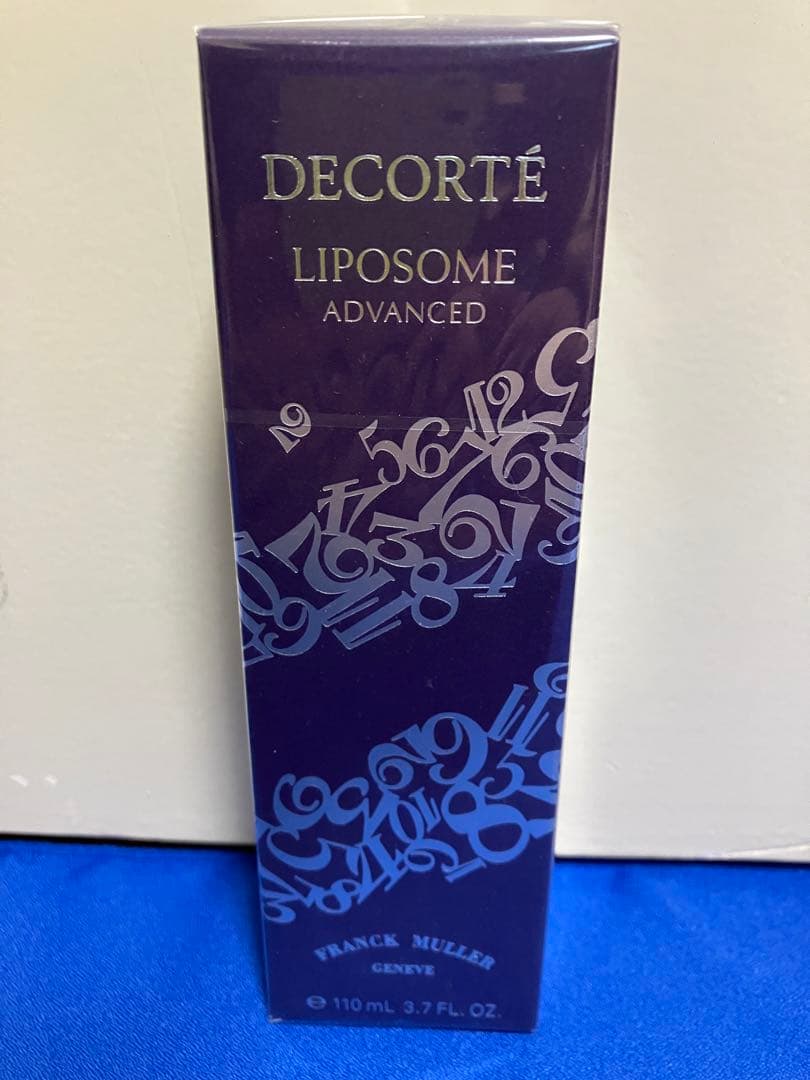 DECORTÉ
LIPOSOME
ADVANCED
FRANCK MULLER
GENEVE
℮ 110 mL 3.7 FL. OZ.